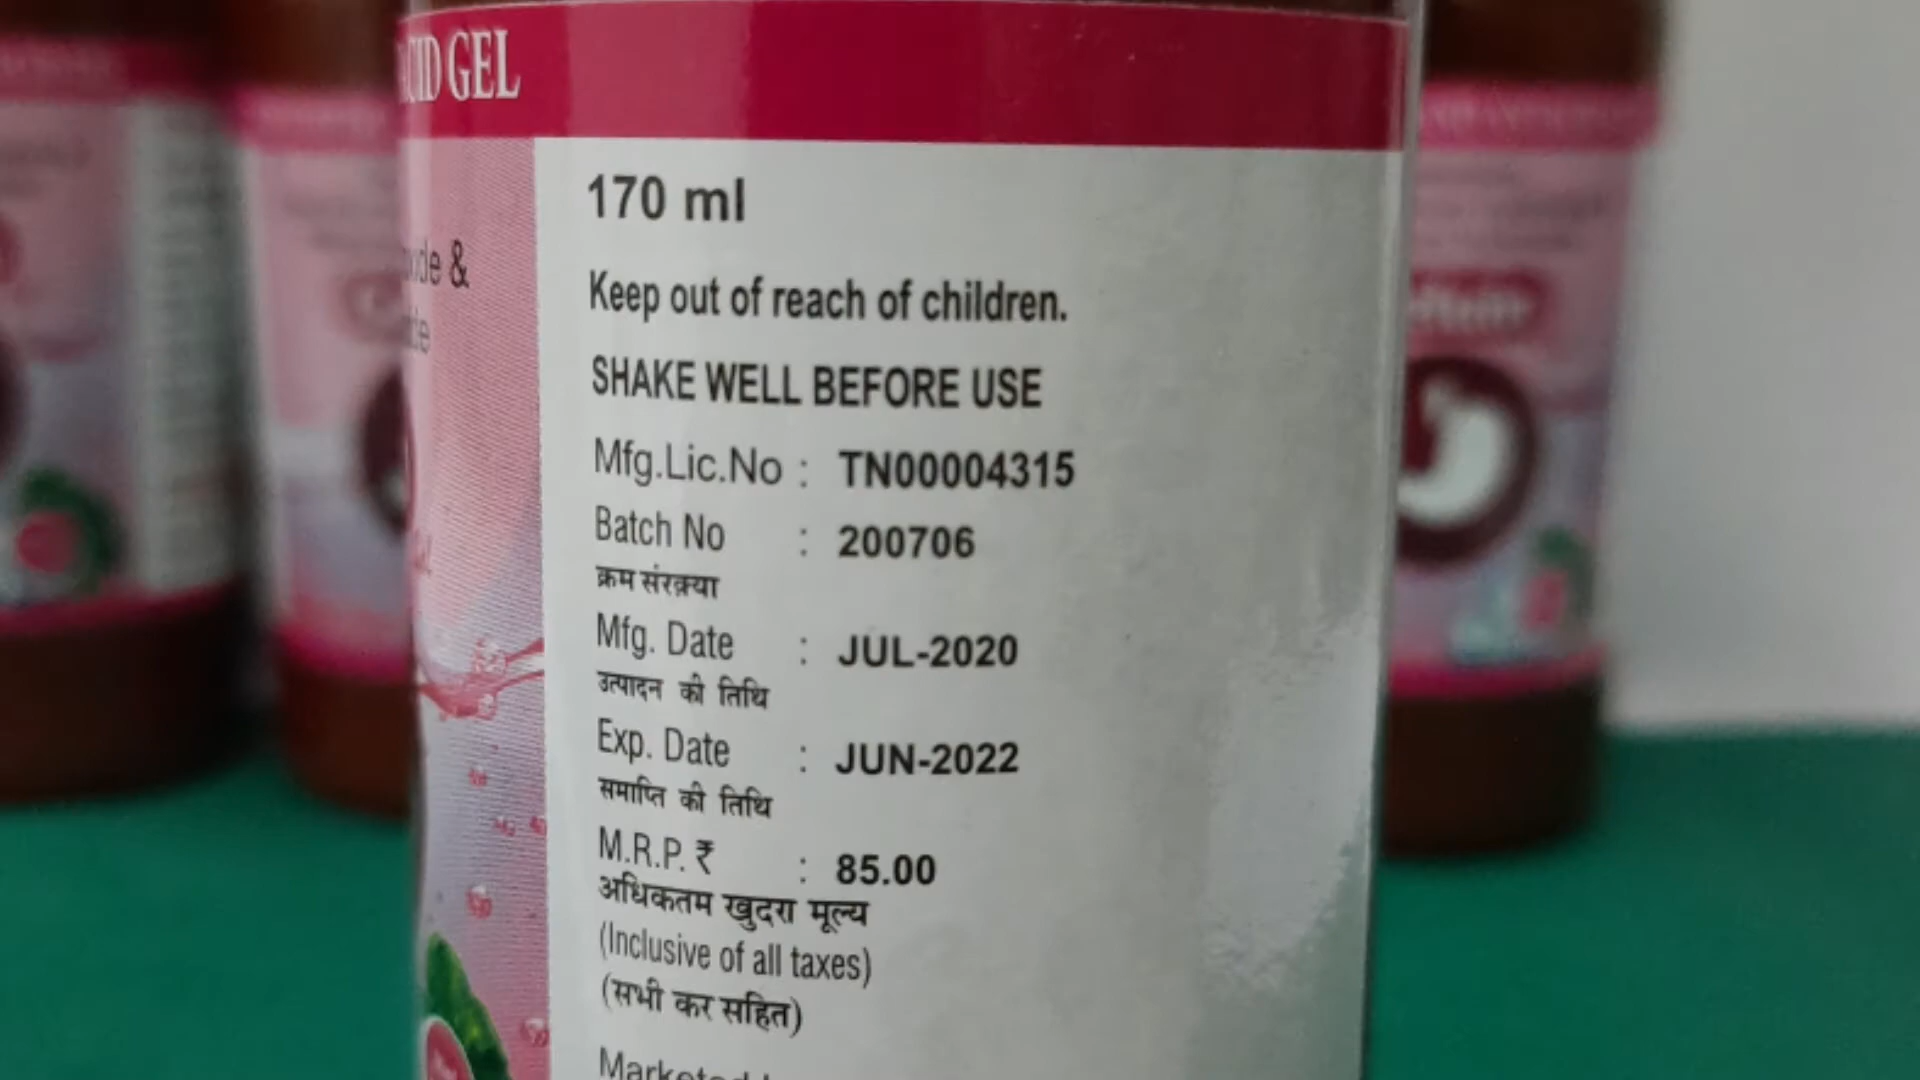 GEL
170 ml
&
Keep out of reach of children.
SHAKE WELL BEFORE USE
Mfg.Lic.No : TN00004315
Batch No : 200706
क्रम संरक़्या
Mfg. Date : JUL-2020
उत्पादन की तिथि
Exp. Date : JUN-2022
समाप्ति की तिथि
M.R.P. ₹ : 85.00
अधिकतम खुदरा मूल्य
(Inclusive of all taxes)
(सभी कर सहित)